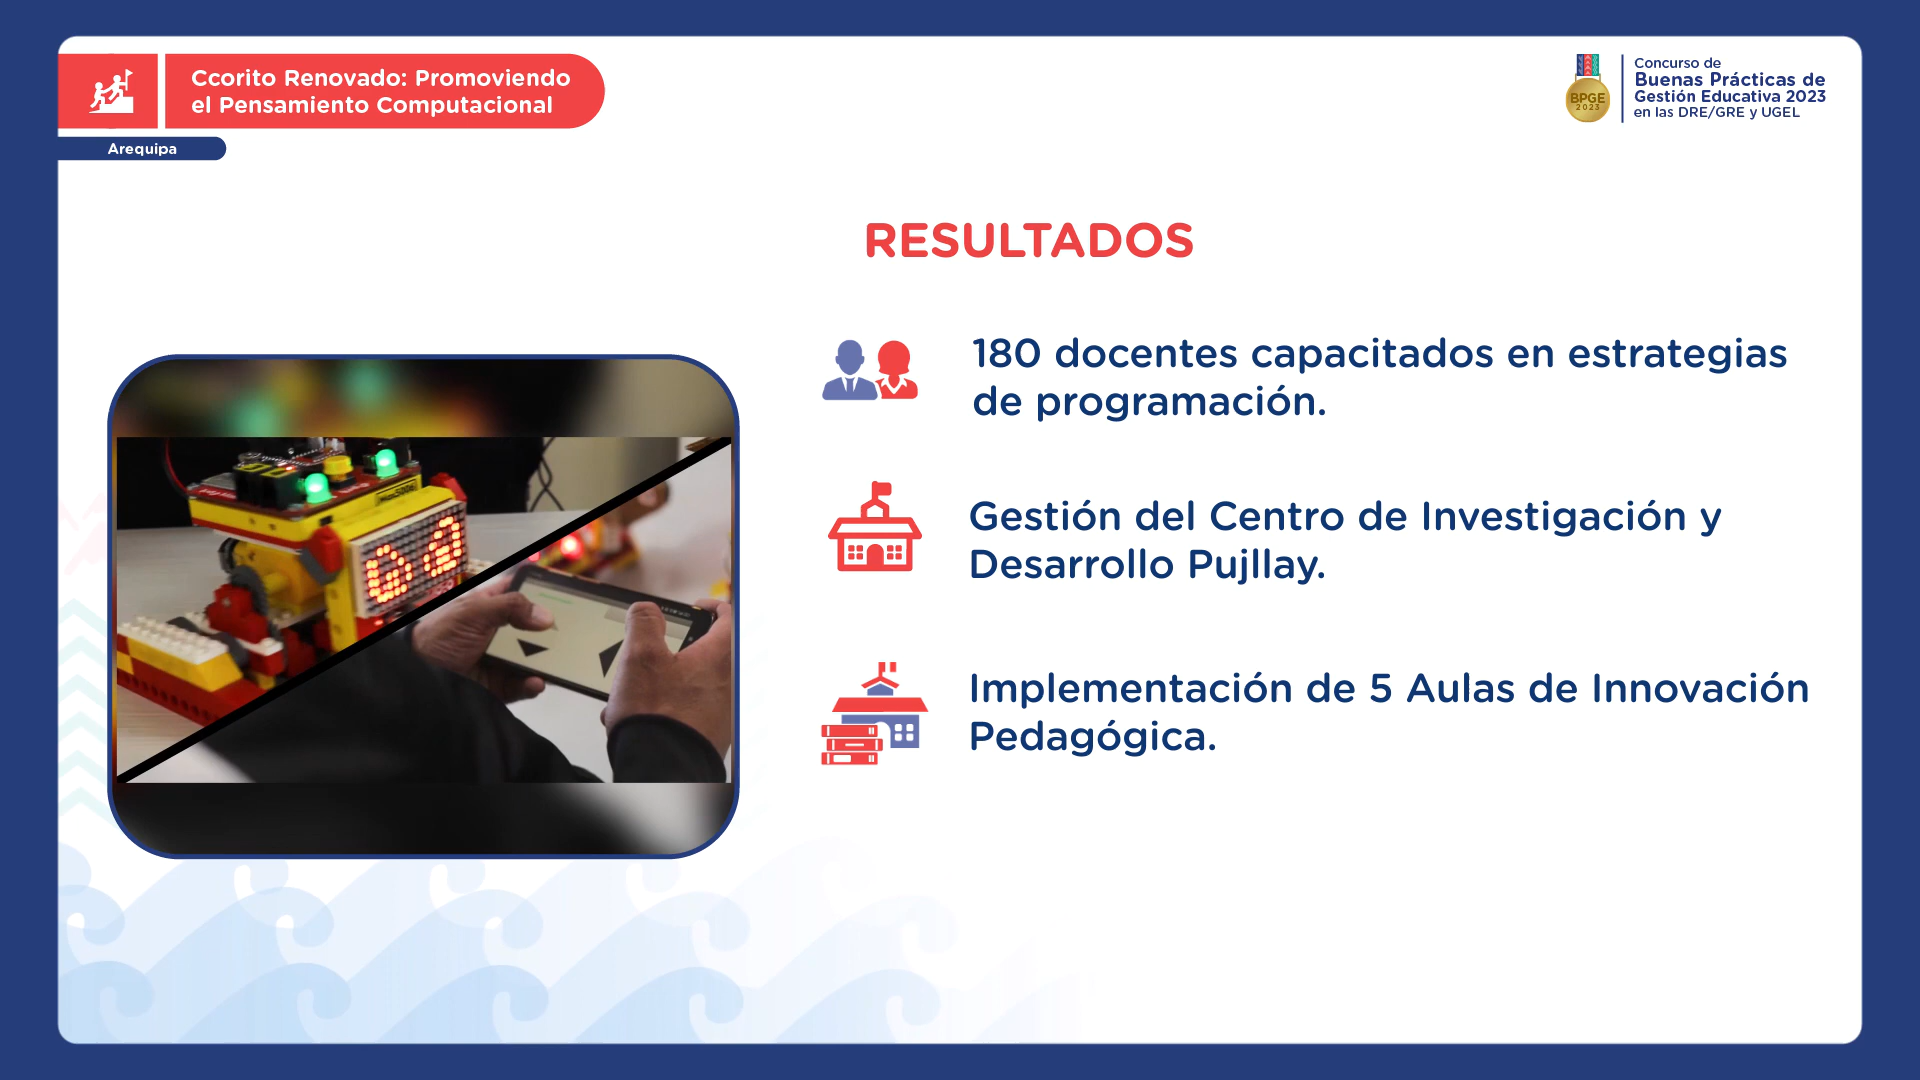 Ccorito Renovado: Promoviendo
el Pensamiento Computacional
Arequipa
BPGE
2023
Concurso de
Buenas Prácticas de
Gestión Educativa 2023
en las DRE/GRE y UGEL
RESULTADOS
180 docentes capacitados en estrategias
de programación.
Gestión del Centro de Investigación y
Desarrollo Pujllay.
Implementación de 5 Aulas de Innovación
Pedagógica.